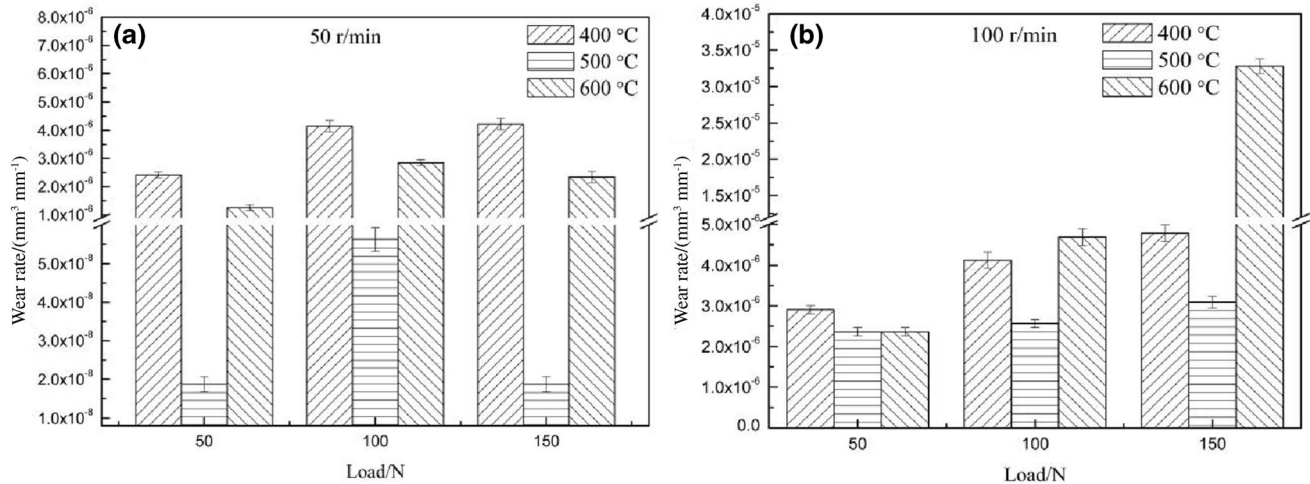 (a)
50 r/min
400 °C
500 °C
600 °C
Wear rate/(mm³ mm⁻¹)
8.0x10⁻⁶
7.0x10⁻⁶
6.0x10⁻⁶
5.0x10⁻⁶
4.0x10⁻⁶
3.0x10⁻⁶
2.0x10⁻⁶
1.0x10⁻⁶
5.0x10⁻⁸
4.0x10⁻⁸
3.0x10⁻⁸
2.0x10⁻⁸
1.0x10⁻⁸
50 100 150
Load/N
(b)
100 r/min
400 °C
500 °C
600 °C
Wear rate/(mm³ mm⁻¹)
4.0x10⁻⁵
3.5x10⁻⁵
3.0x10⁻⁵
2.5x10⁻⁵
2.0x10⁻⁵
1.5x10⁻⁵
1.0x10⁻⁵
5.0x10⁻⁶
4.0x10⁻⁶
3.0x10⁻⁶
2.0x10⁻⁶
1.0x10⁻⁶
0.0
50 100 150
Load/N